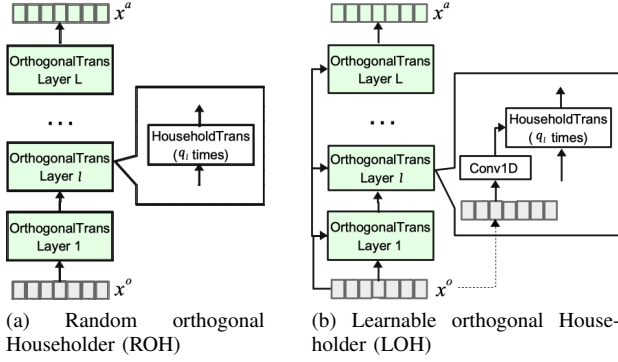 x^a
OrthogonalTrans
Layer L
...
OrthogonalTrans
Layer l
OrthogonalTrans
Layer 1
x^o
HouseholdTrans
(q_l times)
(a) Random orthogonal
Householder (ROH)
x^a
OrthogonalTrans
Layer L
...
OrthogonalTrans
Layer l
OrthogonalTrans
Layer 1
x^o
HouseholdTrans
(q_l times)
Conv1D
(b) Learnable orthogonal House-
holder (LOH)